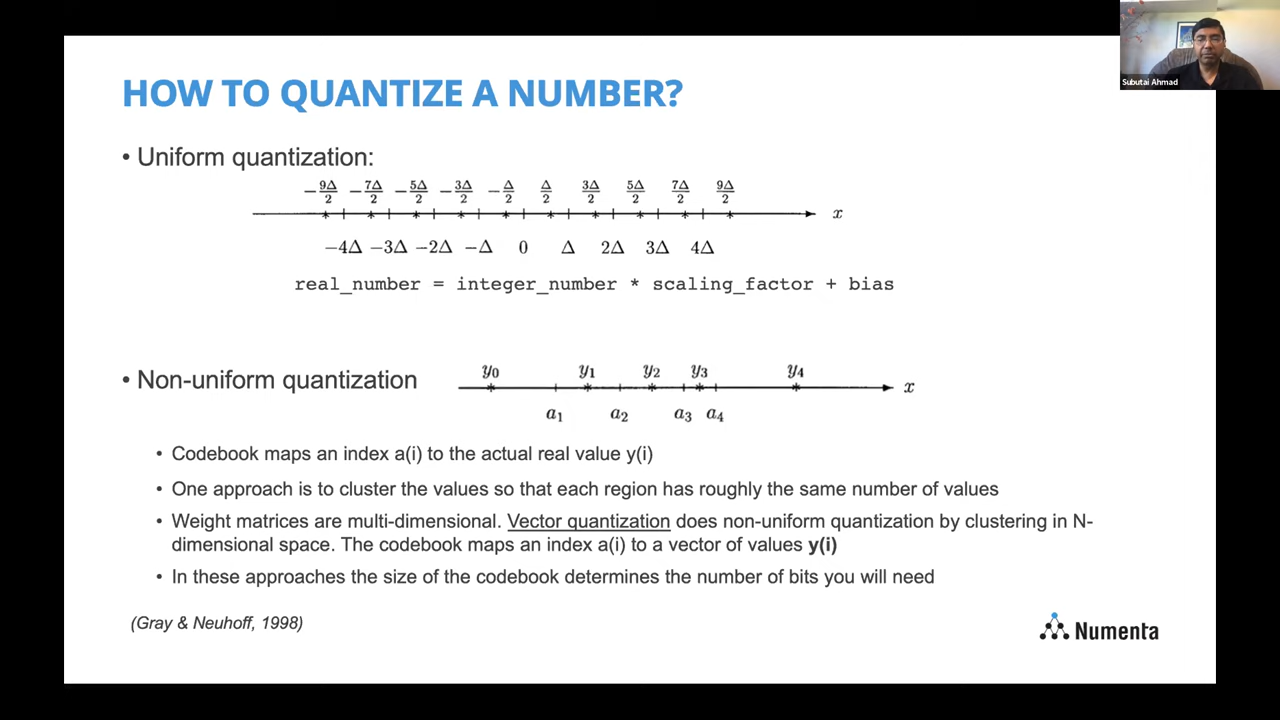 Subutai Ahmad
HOW TO QUANTIZE A NUMBER?
• Uniform quantization:
−9Δ/2 −7Δ/2 −5Δ/2 −3Δ/2 −Δ/2 Δ/2 3Δ/2 5Δ/2 7Δ/2 9Δ/2
x
−4Δ −3Δ −2Δ −Δ 0 Δ 2Δ 3Δ 4Δ
real_number = integer_number * scaling_factor + bias
• Non-uniform quantization
y0 y1 y2 y3 y4
x
a1 a2 a3 a4
• Codebook maps an index a(i) to the actual real value y(i)
• One approach is to cluster the values so that each region has roughly the same number of values
• Weight matrices are multi-dimensional. Vector quantization does non-uniform quantization by clustering in N-
dimensional space. The codebook maps an index a(i) to a vector of values y(i)
• In these approaches the size of the codebook determines the number of bits you will need
(Gray & Neuhoff, 1998)
Numenta